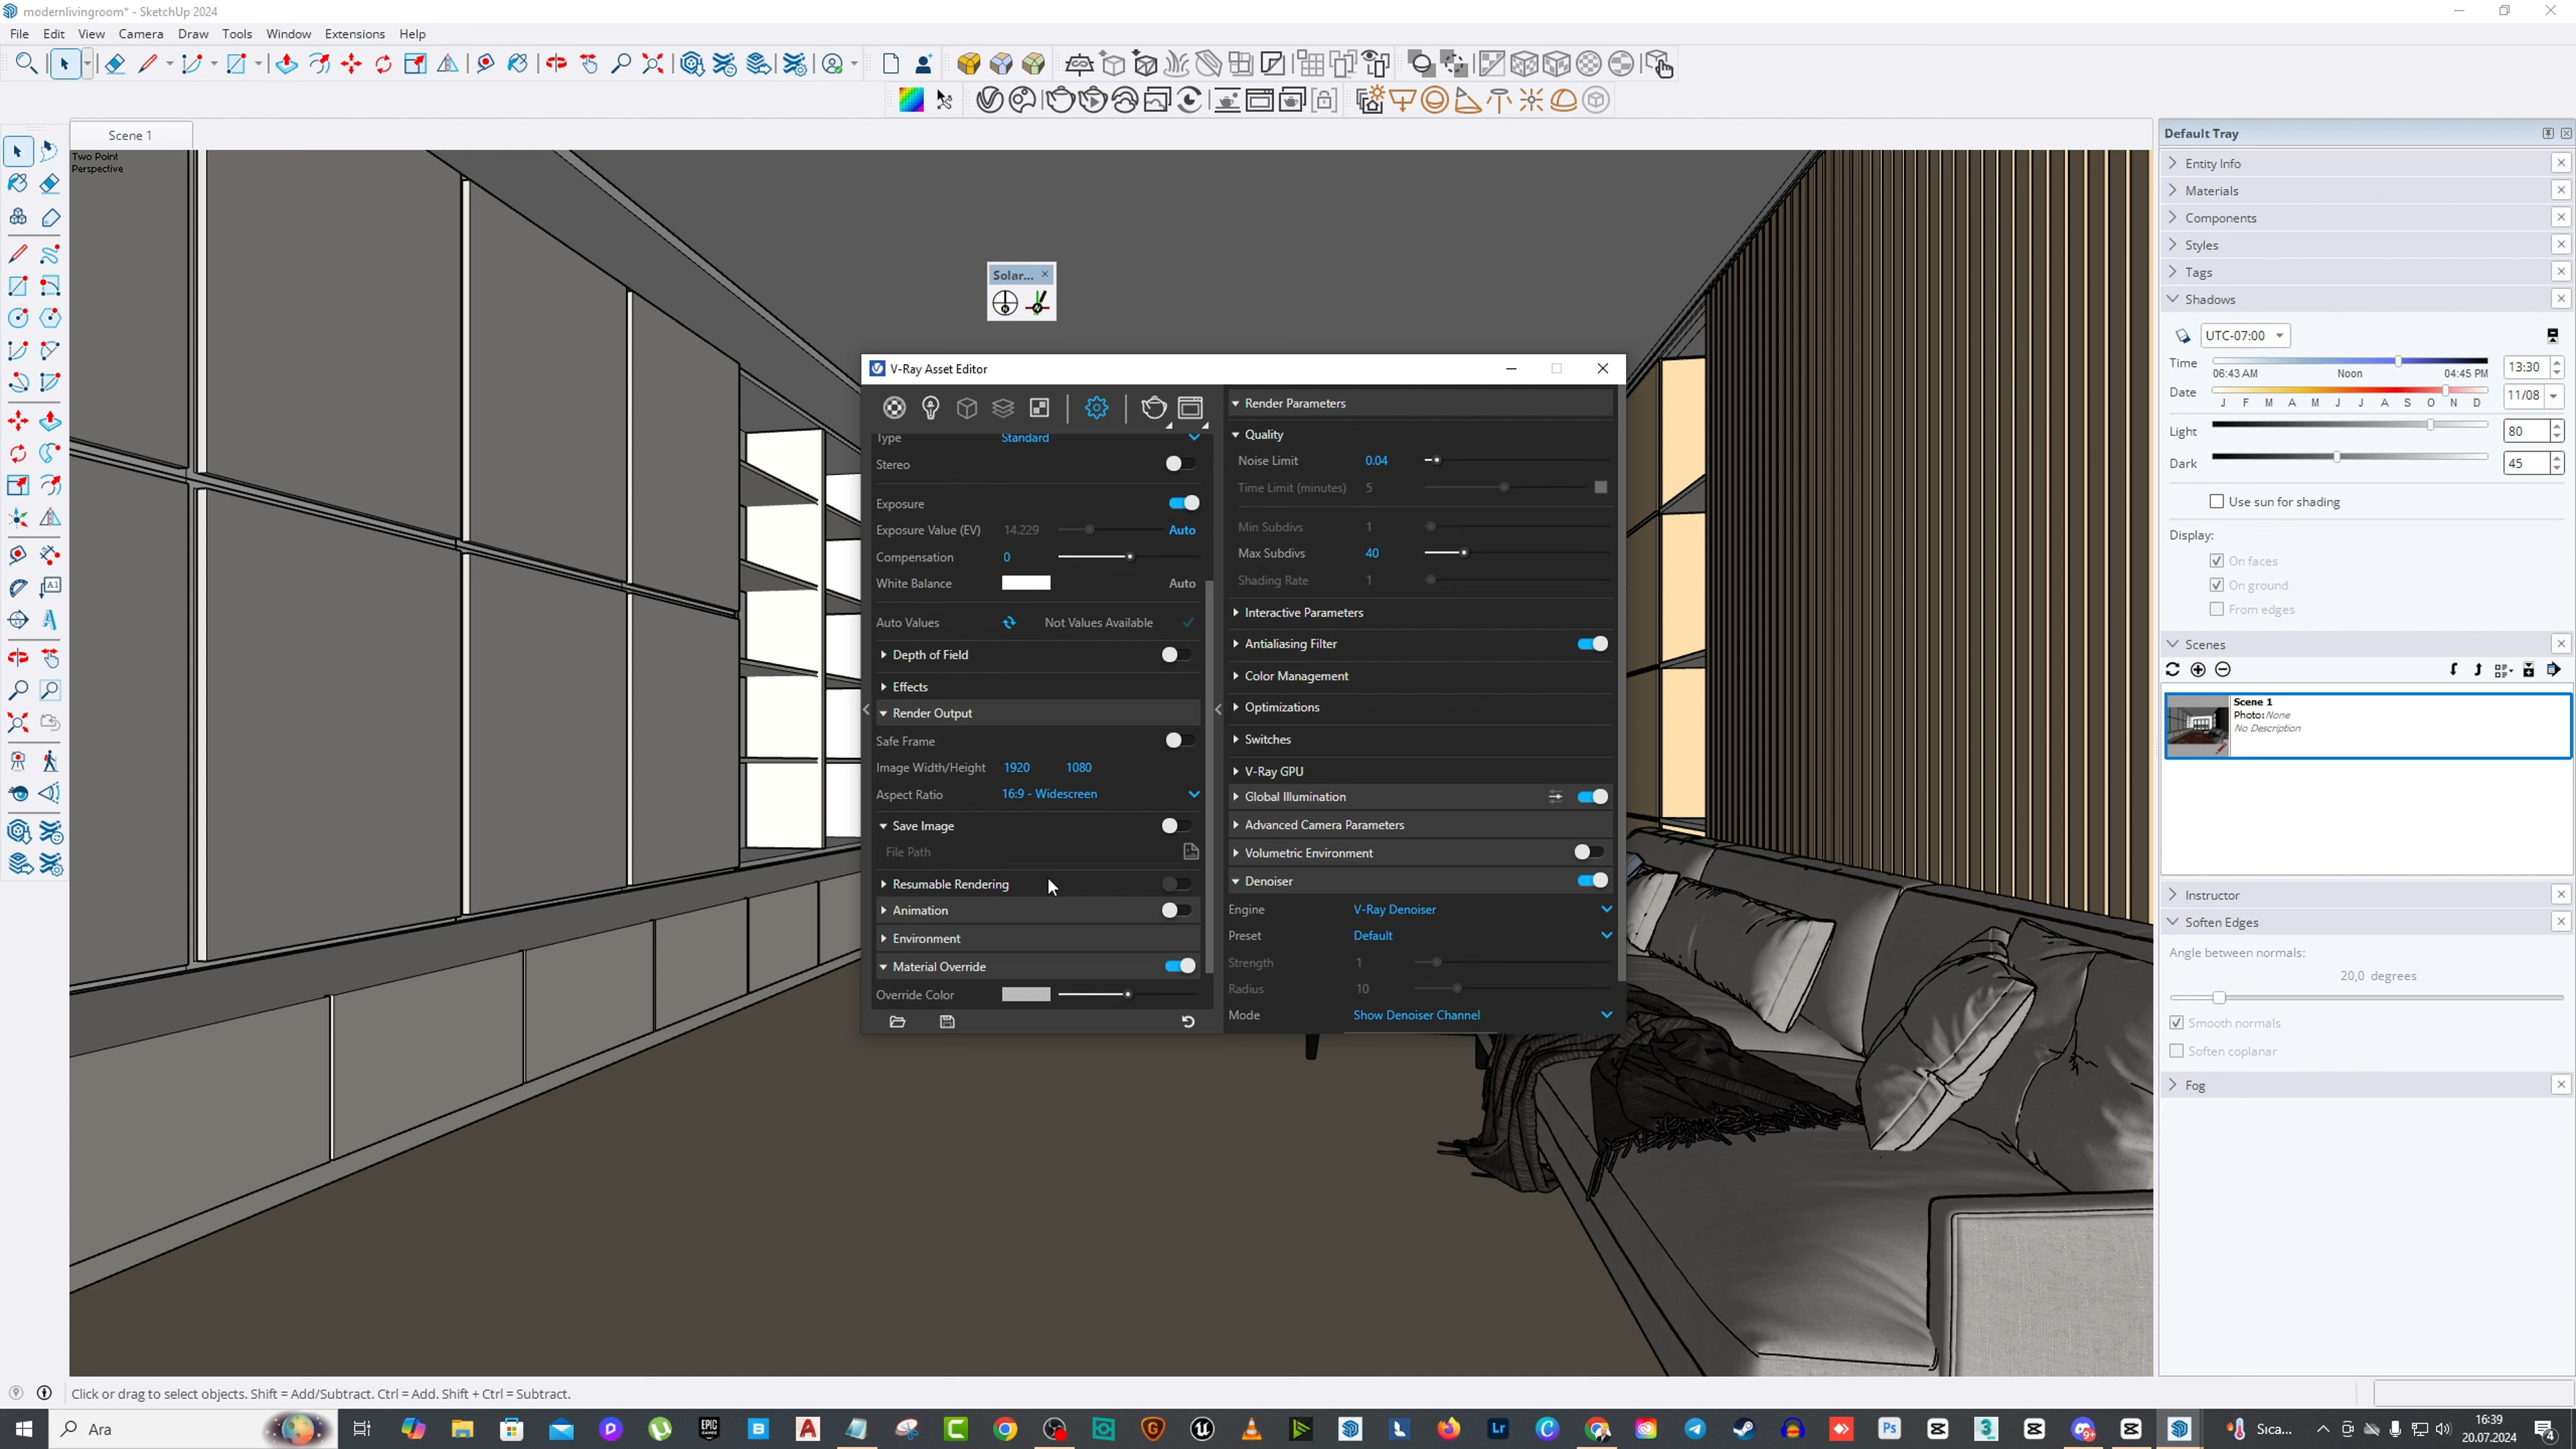 modernlivingroom* - SketchUp 2024
File Edit View Camera Draw Tools Window Extensions Help
Scene 1
Two Point
Perspective
Solar...
V-Ray Asset Editor
Type Standard
Stereo
Exposure
Exposure Value (EV) 14.229 Auto
Compensation 0
White Balance Auto
Auto Values Not Values Available
Depth of Field
Effects
Render Output
Safe Frame
Image Width/Height 1920 1080
Aspect Ratio 16:9 - Widescreen
Save Image
File Path
Resumable Rendering
Animation
Environment
Material Override
Override Color
Render Parameters
Quality
Noise Limit 0.04
Time Limit (minutes) 5
Min Subdivs 1
Max Subdivs 40
Shading Rate 1
Interactive Parameters
Antialiasing Filter
Color Management
Optimizations
Switches
V-Ray GPU
Global Illumination
Advanced Camera Parameters
Volumetric Environment
Denoiser
Engine V-Ray Denoiser
Preset Default
Strength 1
Radius 10
Mode Show Denoiser Channel
Default Tray
Entity Info
Materials
Components
Styles
Tags
Shadows
UTC-07:00
Time 13:30
06:43 AM Noon 04:45 PM
Date 11/08
J F M A M J J A S O N D
Light 80
Dark 45
Use sun for shading
Display:
On faces
On ground
From edges
Scenes
Scene 1
Photo: None
No Description
Instructor
Soften Edges
Angle between normals:
20,0 degrees
Smooth normals
Soften coplanar
Fog
Click or drag to select objects. Shift = Add/Subtract. Ctrl = Add. Shift + Ctrl = Subtract.
Ara
EPIC GAMES
Lr
Ps
9+
Sıca...
16:39
20.07.2024
4